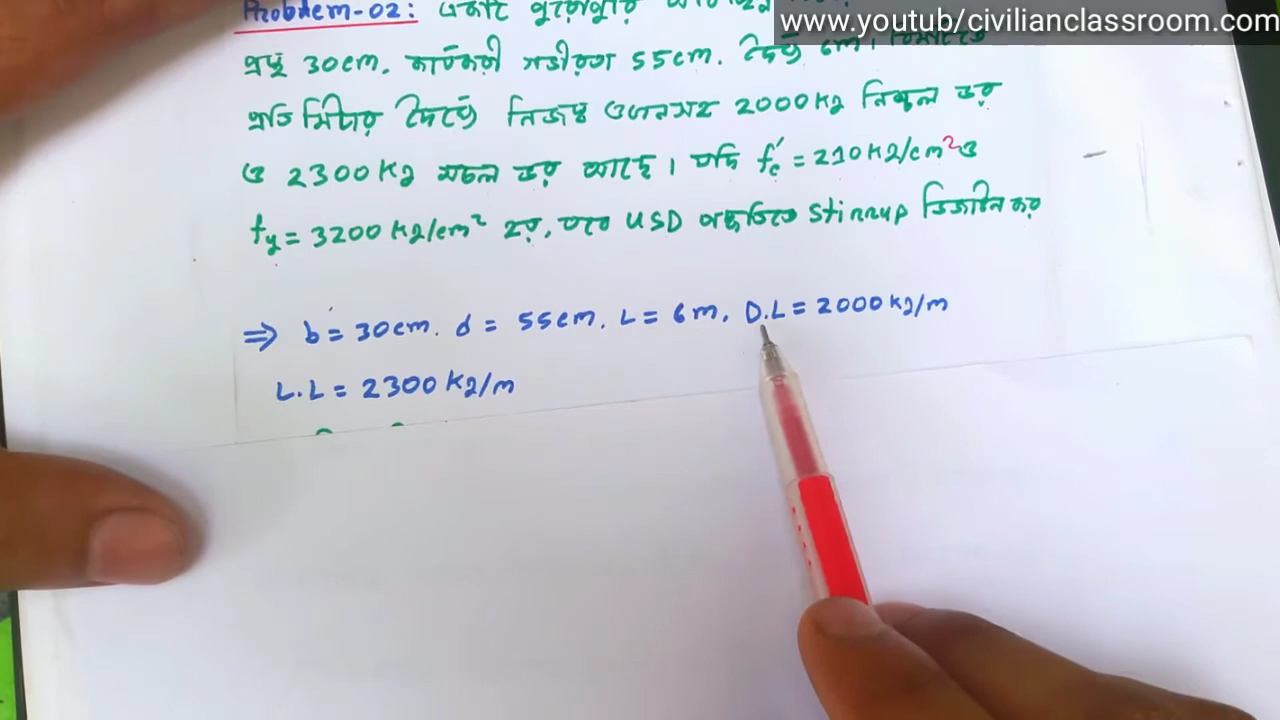 www.youtub/civilianclassroom.com
Problem-02: একটি
প্রস্থ 30cm. কার্যকরী গভীরতা 55cm. দৈর্ঘ্য 6m।
প্রতি মিটার দৈর্ঘ্যে নিজস্ব ওজনসহ 2000kg নিশ্চল ভর
ও 2300kg সচল ভর আছে। যদি fc' = 210kg/cm² ও
fy = 3200kg/cm² হয়, তবে USD পদ্ধতিতে Stirrup ডিজাইন কর
⇒ b = 30cm. d = 55cm. L = 6m. D.L = 2000kg/m
L.L = 2300kg/m